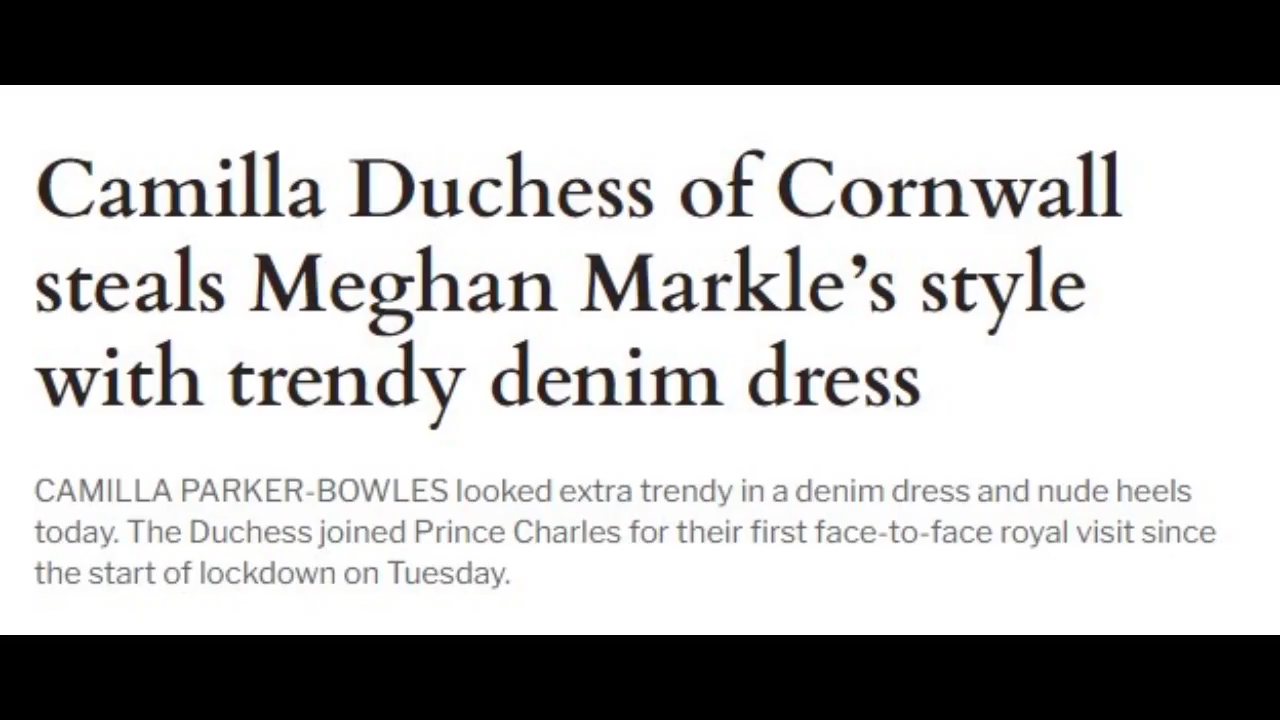 Camilla Duchess of Cornwall
steals Meghan Markle’s style
with trendy denim dress
CAMILLA PARKER-BOWLES looked extra trendy in a denim dress and nude heels
today. The Duchess joined Prince Charles for their first face-to-face royal visit since
the start of lockdown on Tuesday.